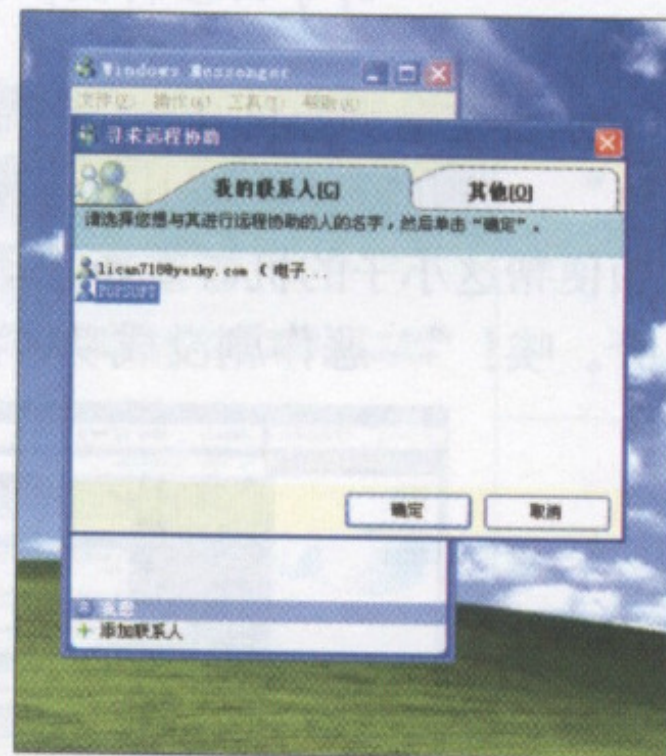 Windows Messenger
文件(F) 操作(A) 工具(T) 帮助(H)
寻求远程协助
我的联系人[C] 其他[O]
请选择您想与其进行远程协助的人的名字，然后单击“确定”。
lican718@yesky.com (电子...
POPSOFT
确定 取消
添加联系人